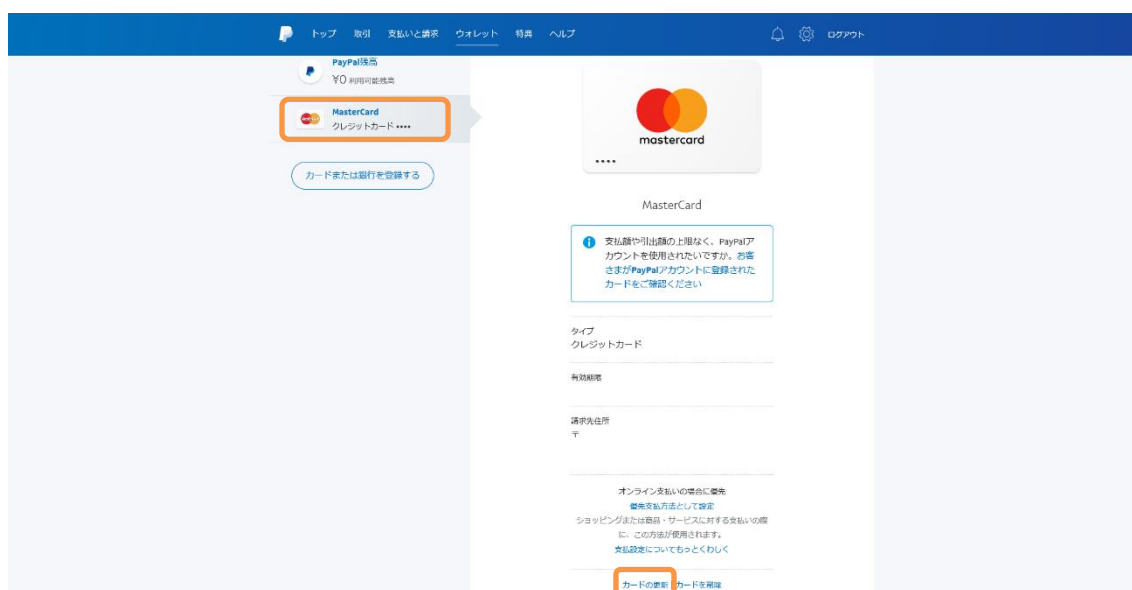 トップ 取引 支払いと請求 ウォレット 特典 ヘルプ ログアウト
PayPal残高
¥0 利用可能残高
MasterCard
クレジットカード ••••
カードまたは銀行を登録する
mastercard
••••
MasterCard
支払額や引出額の上限なく、PayPalア
カウントを使用されたいですか。お客
さまがPayPalアカウントに登録された
カードをご確認ください
タイプ
クレジットカード
有効期限
請求先住所
〒
オンライン支払いの場合に優先
優先支払方法として設定
ショッピングまたは商品・サービスに対する支払いの際
に、この方法が使用されます。
支払設定についてもっとくわしく
カードの更新 カードを削除